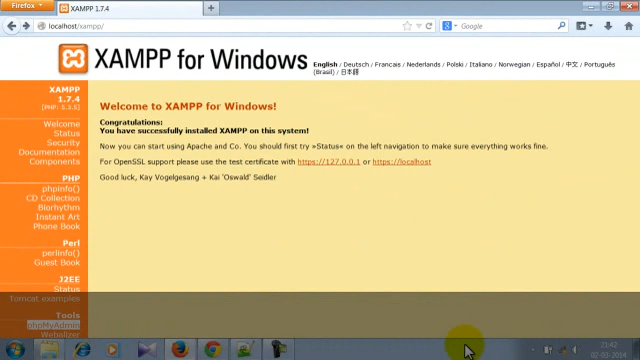 Firefox
XAMPP 1.7.4
localhost/xampp/
Google
XAMPP for Windows
English / Deutsch / Francais / Nederlands / Polski / Italiano / Norwegian / Español / 中文 / Português
(Brasil) / 日本語
XAMPP
1.7.4
[PHP: 5.3.5]
Welcome
Status
Security
Documentation
Components
PHP
phpinfo()
CD Collection
Biorhythm
Instant Art
Phone Book
Perl
perlinfo()
Guest Book
J2EE
Status
Tomcat examples
Tools
phpMyAdmin
Webalizer
Welcome to XAMPP for Windows!
Congratulations:
You have successfully installed XAMPP on this system!
Now you can start using Apache and Co. You should first try »Status« on the left navigation to make sure everything works fine.
For OpenSSL support please use the test certificate with https://127.0.0.1 or https://localhost
Good luck, Kay Vogelgesang + Kai 'Oswald' Seidler
21:42
02-01-2014